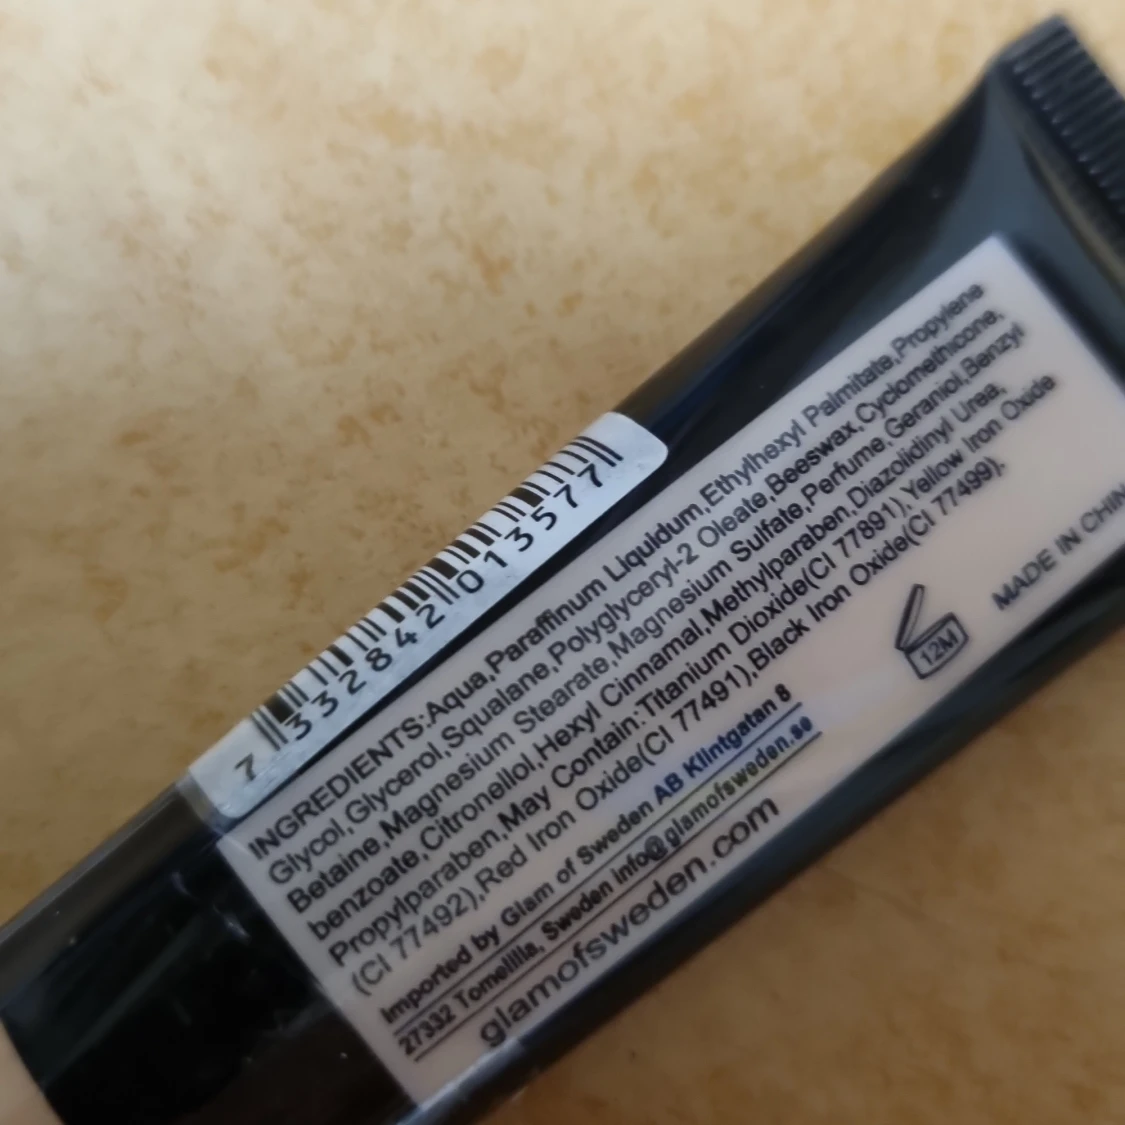 7 332842 013577
INGREDIENTS:Aqua,Paraffinum Liquidum,Ethylhexyl Palmitate,Propylene
Glycol,Glycerol,Squalane,Polyglyceryl-2 Oleate,Beeswax,Cyclomethicone,
Betaine,Magnesium Stearate,Magnesium Sulfate,Perfume,Geraniol,Benzyl
benzoate,Citronellol,Hexyl Cinnamal,Methylparaben,Diazolidinyl Urea,
Propylparaben,May Contain:Titanium Dioxide(CI 77891),Yellow Iron Oxide
(CI 77492),Red Iron Oxide(CI 77491),Black Iron Oxide(CI 77499).
Imported by Glam of Sweden AB Klintgatan 8
27332 Tomelilla, Sweden info@glamofsweden.se
glamofsweden.com
12M
MADE IN CHIN